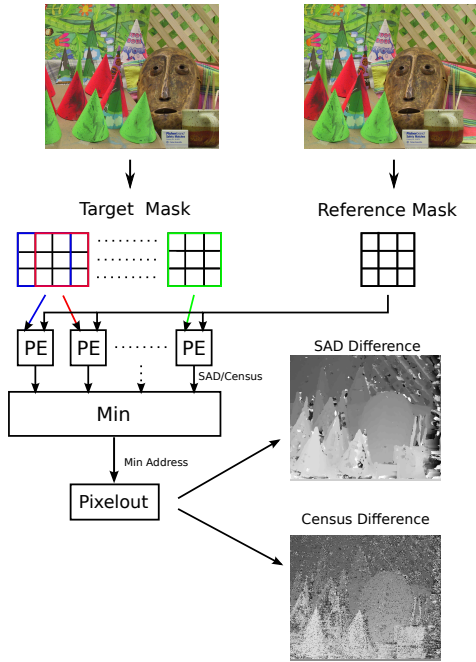 Target Mask
Reference Mask
PE
PE
PE
SAD/Census
Min
Min Address
Pixelout
SAD Difference
Census Difference